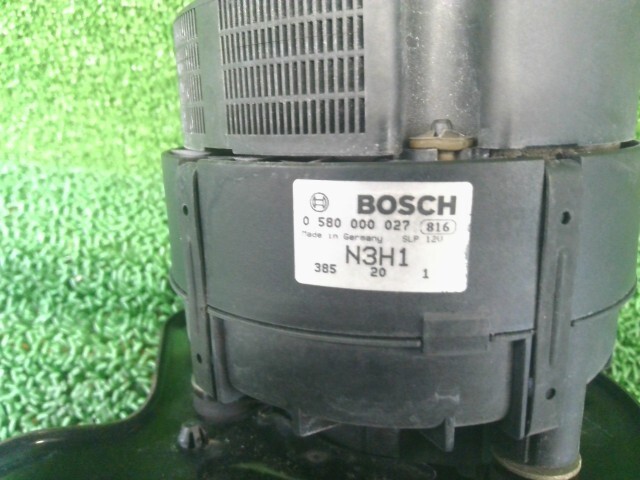 BOSCH
0 580 000 027 816
Made in Germany SLP 12V
N3H1
385 20 1